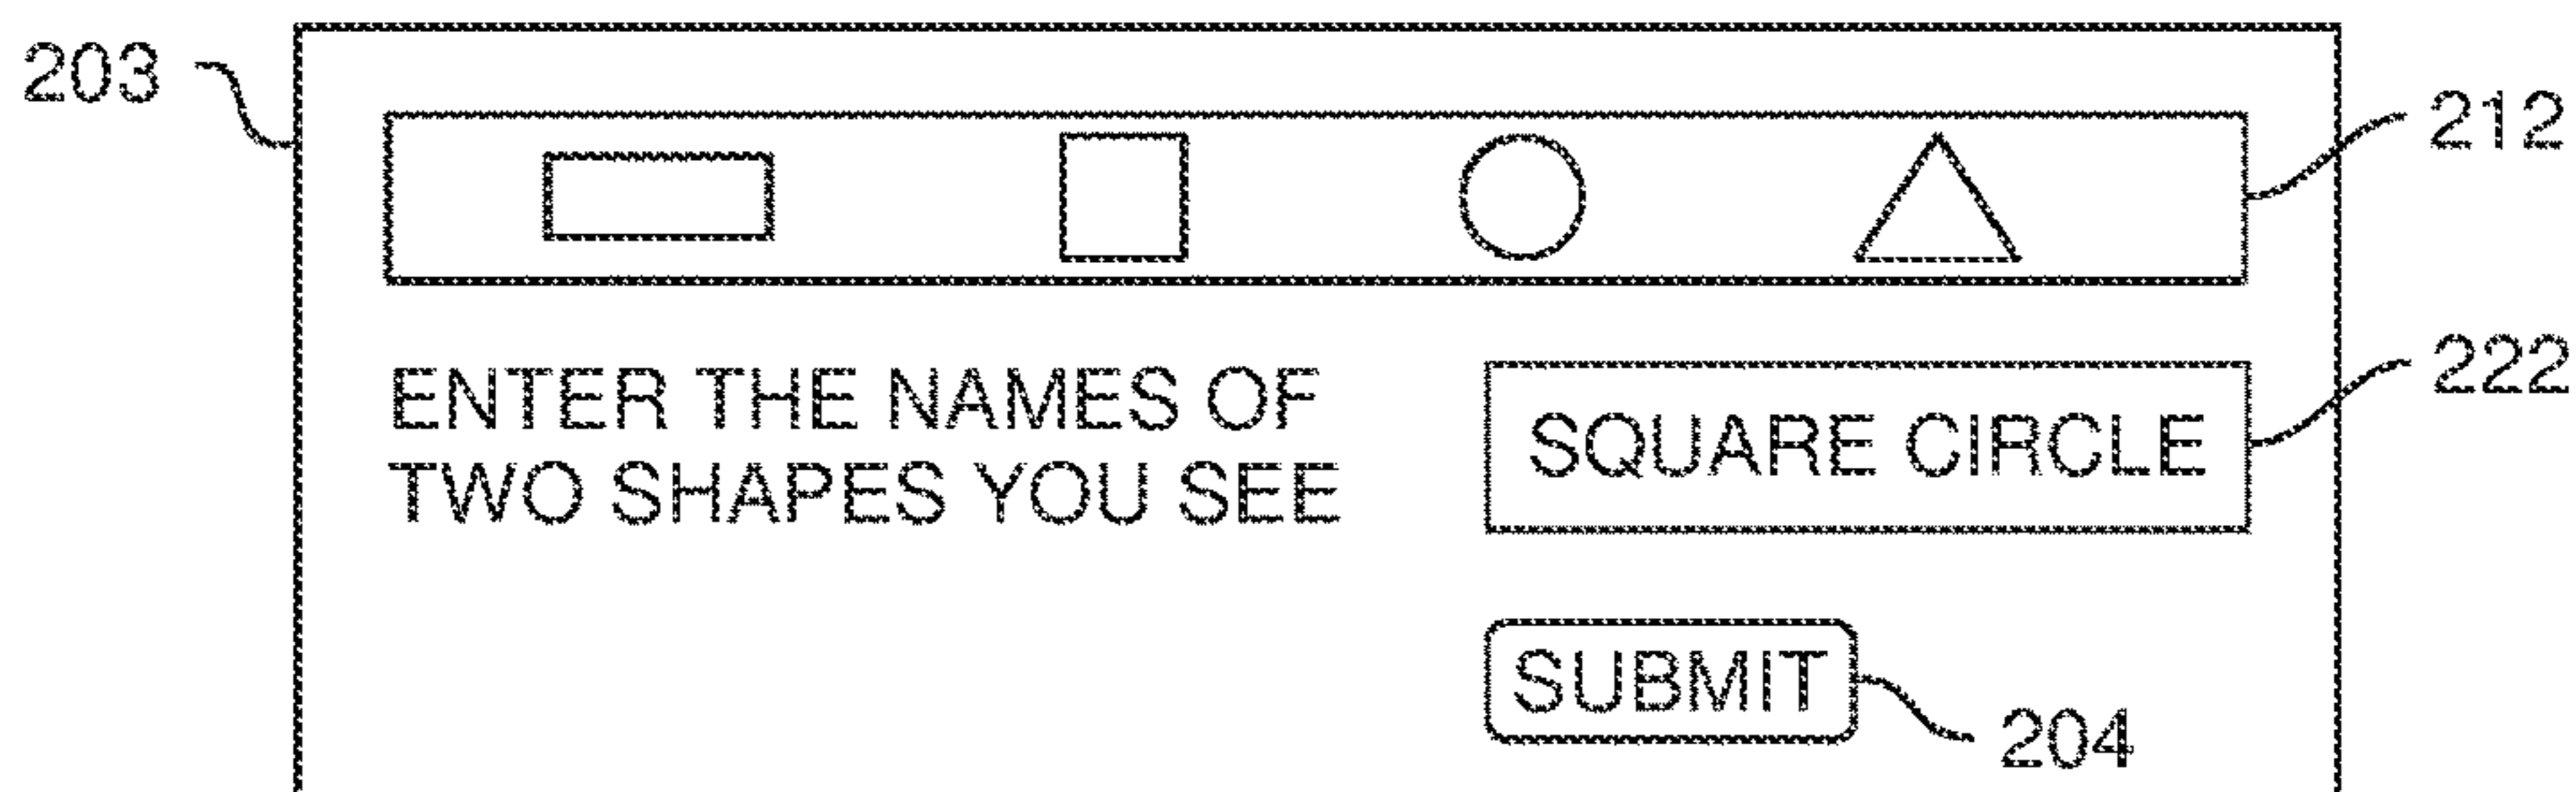 203
212
ENTER THE NAMES OF
TWO SHAPES YOU SEE
SQUARE CIRCLE
222
SUBMIT
204